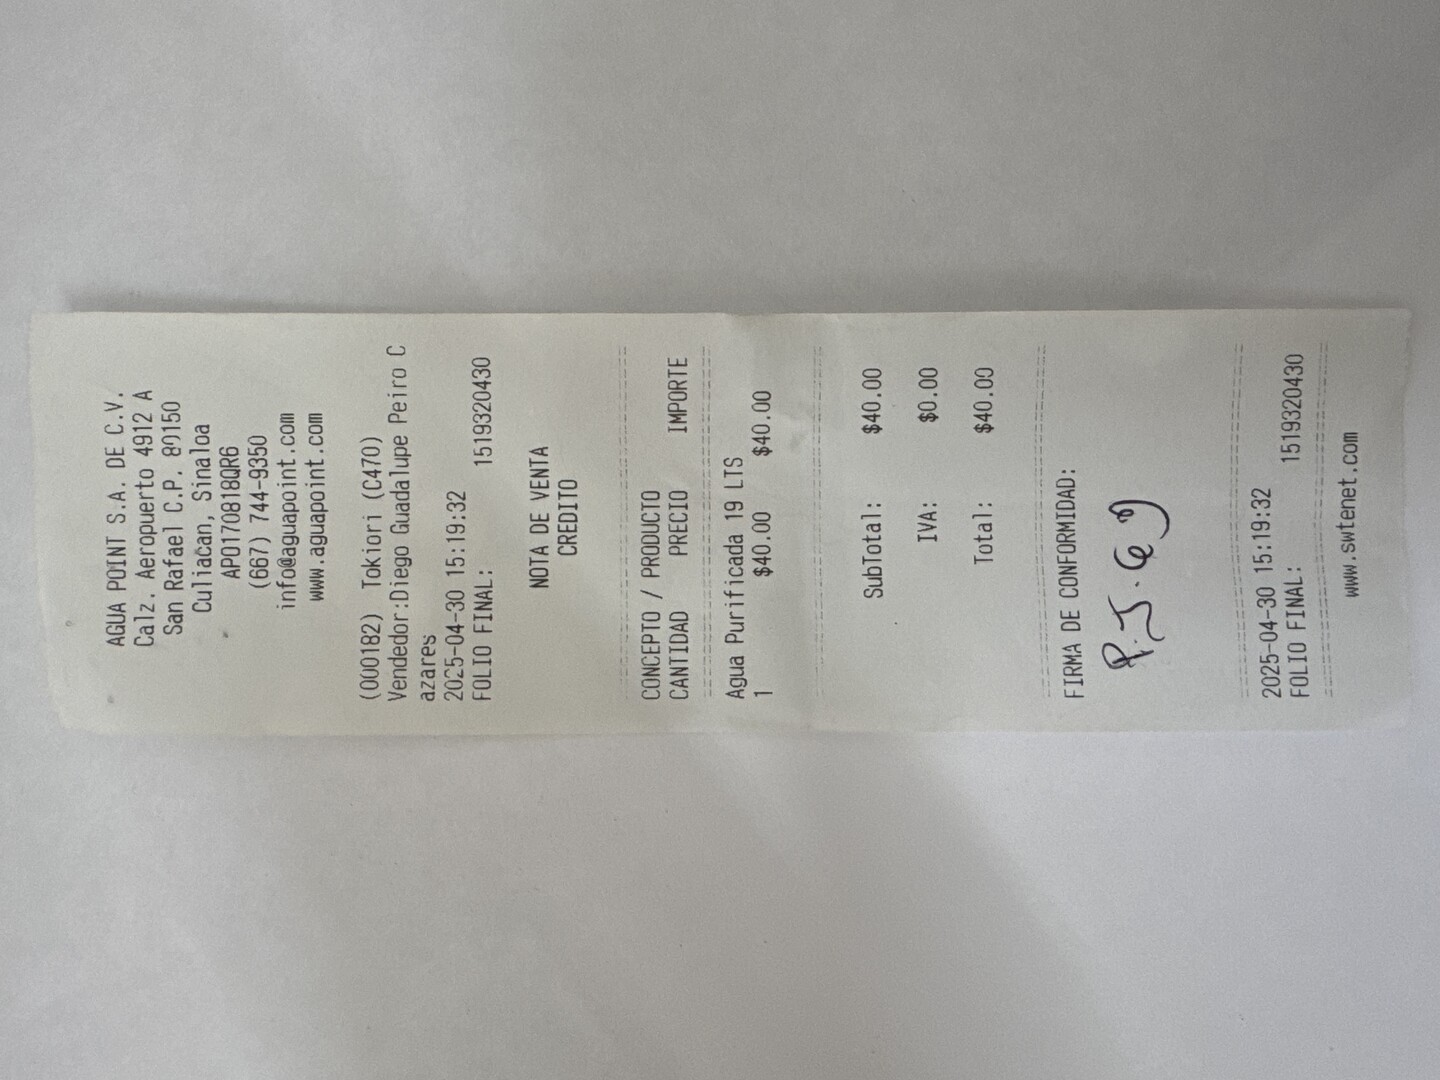 AGUA POINT S.A. DE C.V.
Calz. Aeropuerto 4912 A
San Rafael C.P. 80150
Culiacan, Sinaloa
APO170818QR6
(667) 744-9350
info@aguapoint.com
www.aguapoint.com
(000182) Tokiori (C470)
Vendedor:Diego Guadalupe Peiro C
azares
2025-04-30 15:19:32
FOLIO FINAL: 1519320430
NOTA DE VENTA
CREDITO
CONCEPTO / PRODUCTO
CANTIDAD PRECIO IMPORTE
Agua Purificada 19 LTS
1 $40.00 $40.00
SubTotal: $40.00
IVA: $0.00
Total: $40.00
FIRMA DE CONFORMIDAD:
2025-04-30 15:19:32
FOLIO FINAL: 1519320430
www.swtenet.com